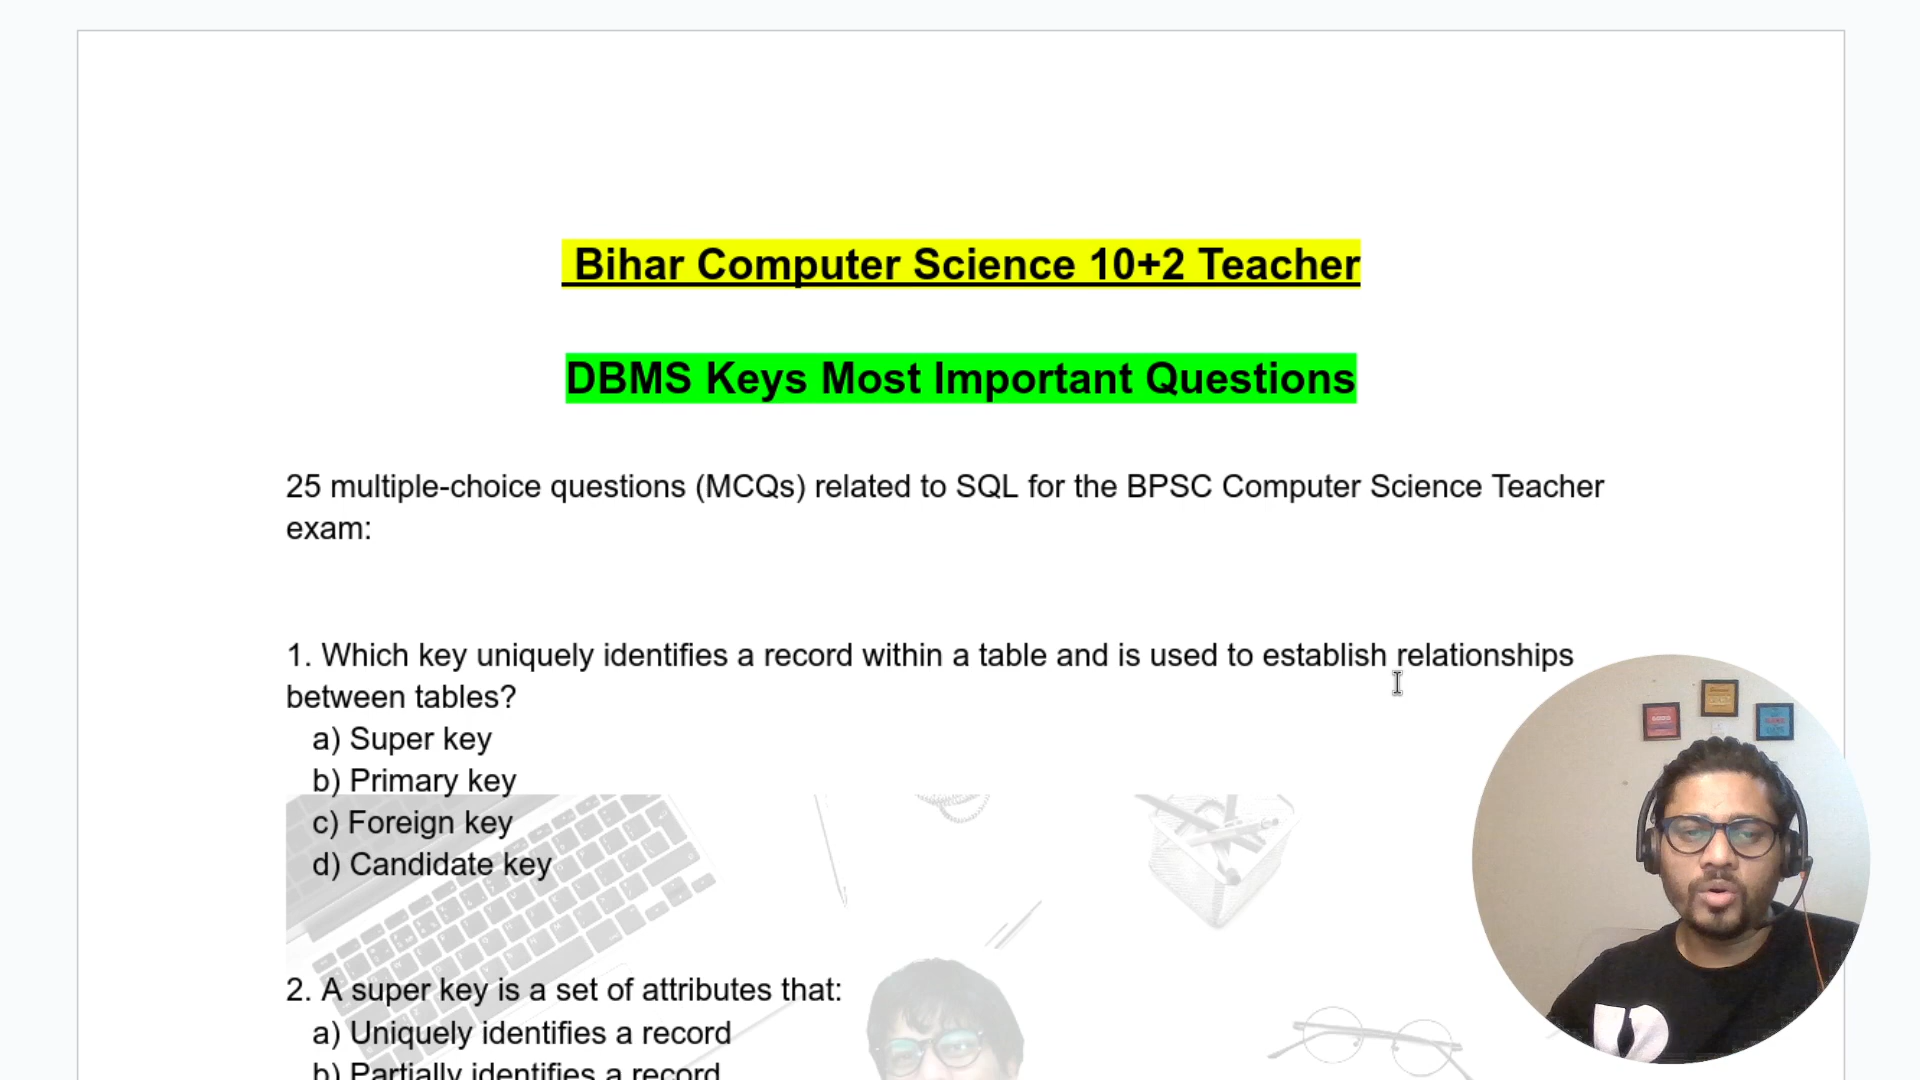 Bihar Computer Science 10+2 Teacher
DBMS Keys Most Important Questions
25 multiple-choice questions (MCQs) related to SQL for the BPSC Computer Science Teacher
exam:
1. Which key uniquely identifies a record within a table and is used to establish relationships
between tables?
a) Super key
b) Primary key
c) Foreign key
d) Candidate key
2. A super key is a set of attributes that:
a) Uniquely identifies a record
b) Partially identifies a record